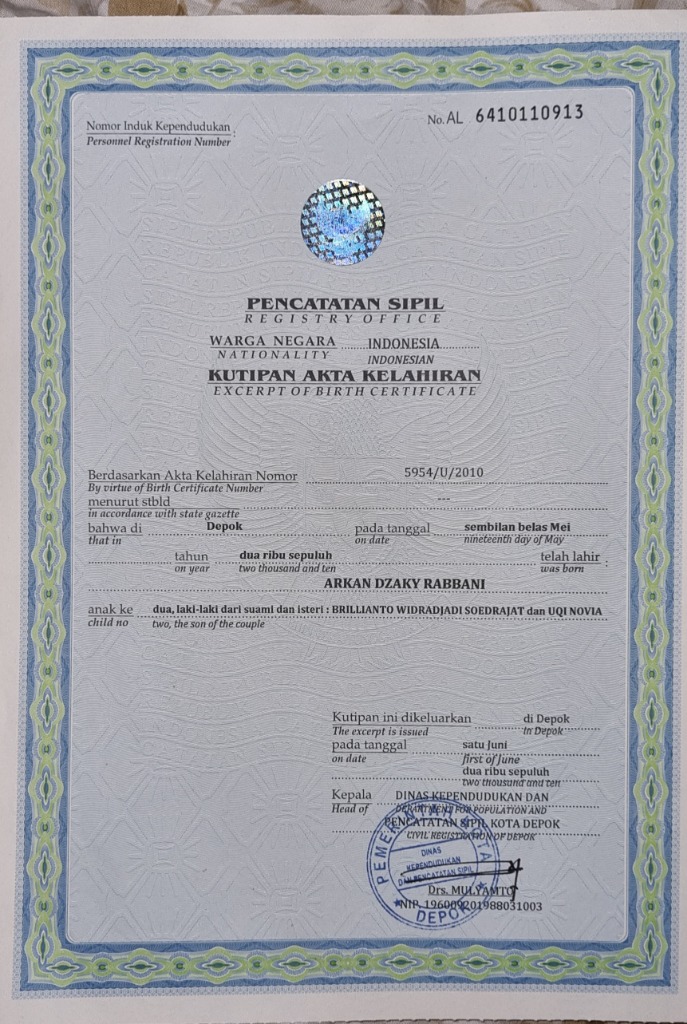 Nomor Induk Kependudukan :
Personnel Registration Number
No. AL 6410110913
PENCATATAN SIPIL
REGISTRY OFFICE
WARGA NEGARA INDONESIA
NATIONALITY INDONESIAN
KUTIPAN AKTA KELAHIRAN
EXCERPT OF BIRTH CERTIFICATE
Berdasarkan Akta Kelahiran Nomor 5954/U/2010
By virtue of Birth Certificate Number
menurut stbld ---
in accordance with state gazette
bahwa di Depok pada tanggal sembilan belas Mei
that in on date nineteenth day of May
tahun dua ribu sepuluh telah lahir :
on year two thousand and ten was born
ARKAN DZAKY RABBANI
anak ke dua, laki-laki dari suami dan isteri : BRILLIANTO WIDRADJADI SOEDRAJAT dan UQI NOVIA
child no two, the son of the couple
Kutipan ini dikeluarkan di Depok
The excerpt is issued in Depok
pada tanggal satu Juni
on date first of June
dua ribu sepuluh
two thousand and ten
Kepala DINAS KEPENDUDUKAN DAN
Head of DEPARTMENT FOR POPULATION AND
PENCATATAN SIPIL KOTA DEPOK
CIVIL REGISTRATION OF DEPOK
PEMERINTAH KOTA
DINAS
KEPENDUDUKAN
DAN PENCATATAN SIPIL
DEPOK
Drs. MULYAMTO
NIP.